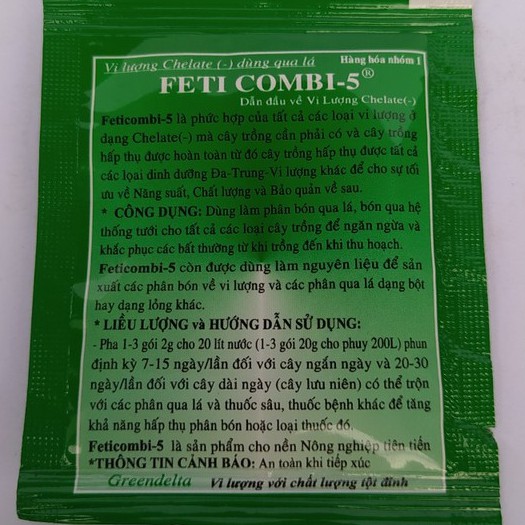 Vi lượng Chelate (-) dùng qua lá Hàng hóa nhóm 1
FETI COMBI-5®
Dẫn đầu về Vi Lượng Chelate(-)
Feticombi-5 là phức hợp của tất cả các loại vi lượng ở
dạng Chelate(-) mà cây trồng cần phải có và cây trồng
hấp thụ được hoàn toàn từ đó cây trồng hấp thụ được tất cả
các loại dinh dưỡng Đa-Trung-Vi lượng khác để cho sự tối
ưu về Năng suất, Chất lượng và Bảo quản về sau.
* CÔNG DỤNG: Dùng làm phân bón qua lá, bón qua hệ
thống tưới cho tất cả các loại cây trồng để ngăn ngừa và
khắc phục các bất thường từ khi trồng đến khi thu hoạch.
Feticombi-5 còn được dùng làm nguyên liệu để sản
xuất các phân bón về vi lượng và các phân qua lá dạng bột
hay dạng lỏng khác.
* LIỀU LƯỢNG và HƯỚNG DẪN SỬ DỤNG:
- Pha 1-3 gói 2g cho 20 lít nước (1-3 gói 20g cho phuy 200L) phun
định kỳ 7-15 ngày/lần đối với cây ngắn ngày và 20-30
ngày/lần đối với cây dài ngày (cây lưu niên) có thể trộn
với các phân qua lá và thuốc sâu, thuốc bệnh khác để tăng
khả năng hấp thụ phân bón hoặc loại thuốc đó.
Feticombi-5 là sản phẩm cho nền Nông nghiệp tiên tiến
*THÔNG TIN CẢNH BÁO: An toàn khi tiếp xúc
Greendelta Vi lượng với chất lượng tột đỉnh